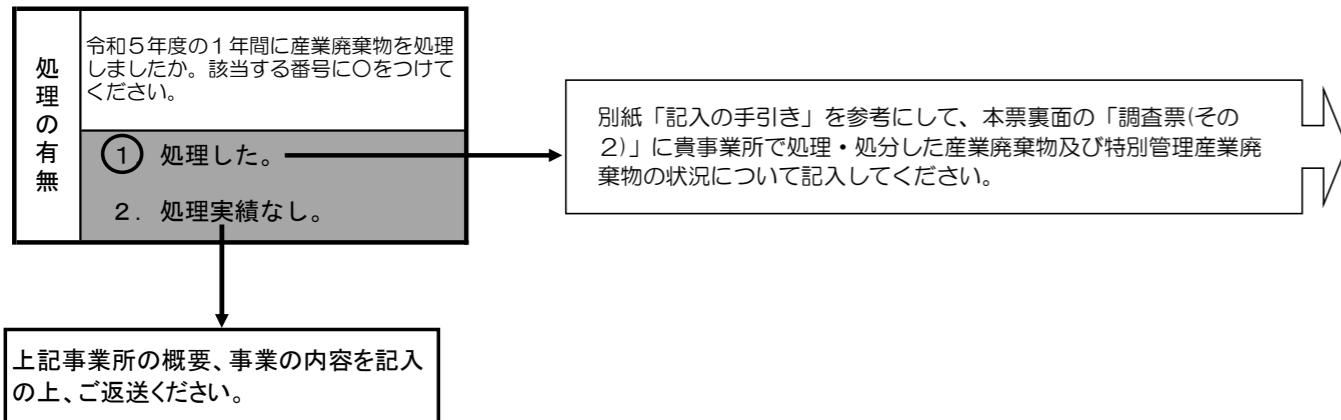 処理の有無
令和５年度の１年間に産業廃棄物を処理
しましたか。該当する番号に〇をつけて
ください。
１　処理した。
２．処理実績なし。
別紙「記入の手引き」を参考にして、本票裏面の「調査票(その
２)」に貴事業所で処理・処分した産業廃棄物及び特別管理産業廃
棄物の状況について記入してください。
上記事業所の概要、事業の内容を記入
の上、ご返送ください。